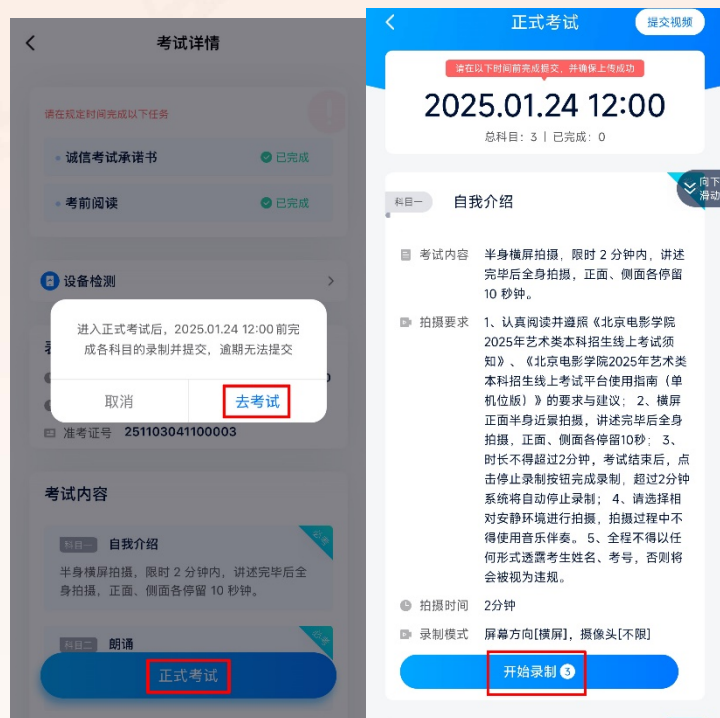 考试详情
请在规定时间完成以下任务
诚信考试承诺书
已完成
考前阅读
已完成
设备检测
进入正式考试后，2025.01.24 12:00前完
成各科目的录制并提交，逾期无法提交
取消
去考试
准考证号 251103041100003
考试内容
科目一 自我介绍
必考
半身横屏拍摄，限时 2 分钟内，讲述完毕后全
身拍摄，正面、侧面各停留 10 秒钟。
科目二 朗诵
必考
正式考试
正式考试
提交视频
请在以下时间前完成提交，并确保上传成功
2025.01.24 12:00
总科目：3 | 已完成：0
向下
滑动
科目一 自我介绍
考试内容
半身横屏拍摄，限时 2 分钟内，讲述
完毕后全身拍摄，正面、侧面各停留
10 秒钟。
拍摄要求
1、认真阅读并遵照《北京电影学院
2025年艺术类本科招生线上考试须
知》、《北京电影学院2025年艺术类
本科招生线上考试平台使用指南（单
机位版）》的要求与建议；2、横屏
正面半身近景拍摄，讲述完毕后全身
拍摄，正面、侧面各停留10秒；3、
时长不得超过2分钟，考试结束后，点
击停止录制按钮完成录制，超过2分钟
系统将自动停止录制；4、请选择相
对安静环境进行拍摄，拍摄过程中不
得使用音乐伴奏。5、全程不得以任
何形式透露考生姓名、考号，否则将
会被视为违规。
拍摄时间 2分钟
录制模式 屏幕方向[横屏]，摄像头[不限]
开始录制 3